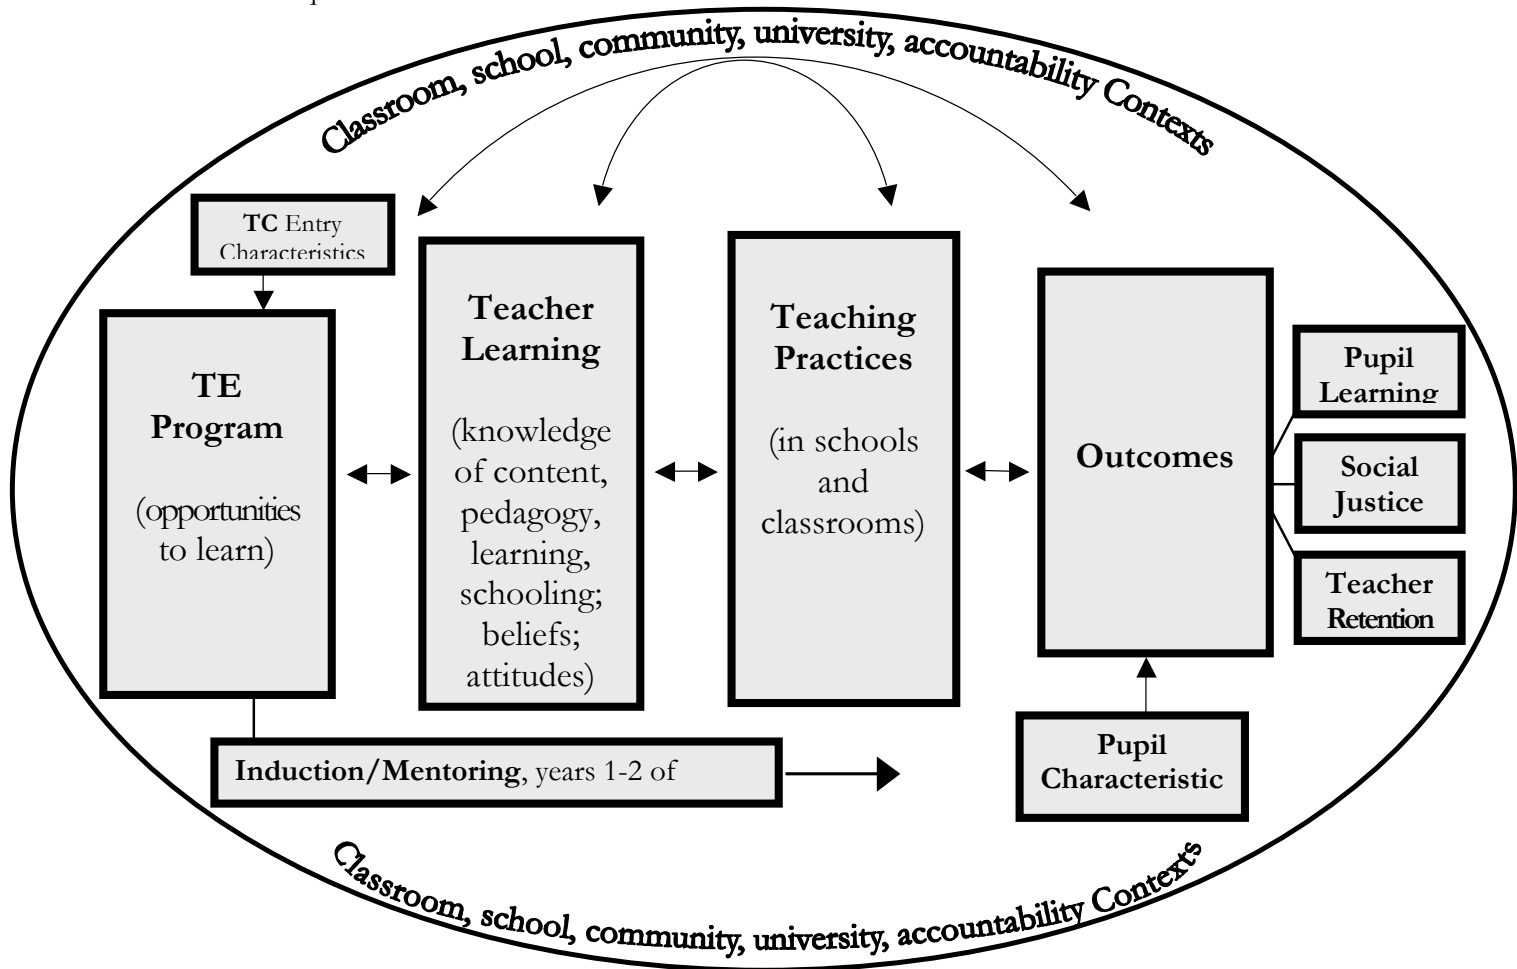 Classroom, school, community, university, accountability Contexts
TC Entry
Characteristics
TE
Program
(opportunities
to learn)
Teacher
Learning
(knowledge
of content,
pedagogy,
learning,
schooling;
beliefs;
attitudes)
Teaching
Practices
(in schools
and
classrooms)
Outcomes
Pupil
Learning
Social
Justice
Teacher
Retention
Induction/Mentoring, years 1-2 of
Pupil
Characteristic
Classroom, school, community, university, accountability Contexts